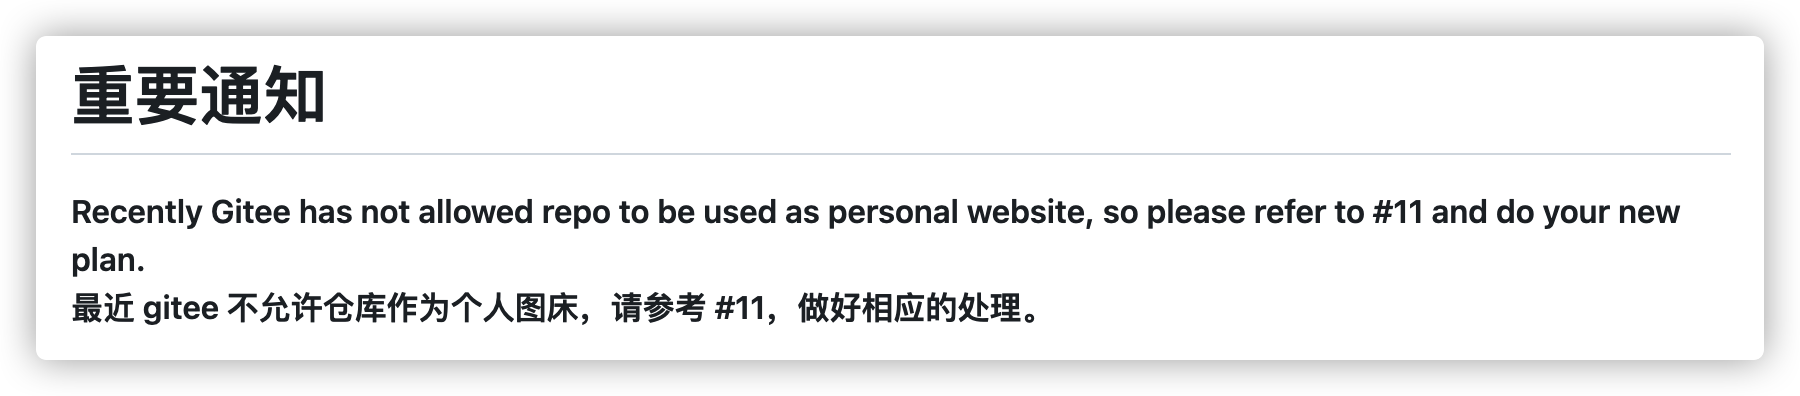 重要通知
Recently Gitee has not allowed repo to be used as personal website, so please refer to #11 and do your new
plan.
最近 gitee 不允许仓库作为个人图床，请参考 #11，做好相应的处理。